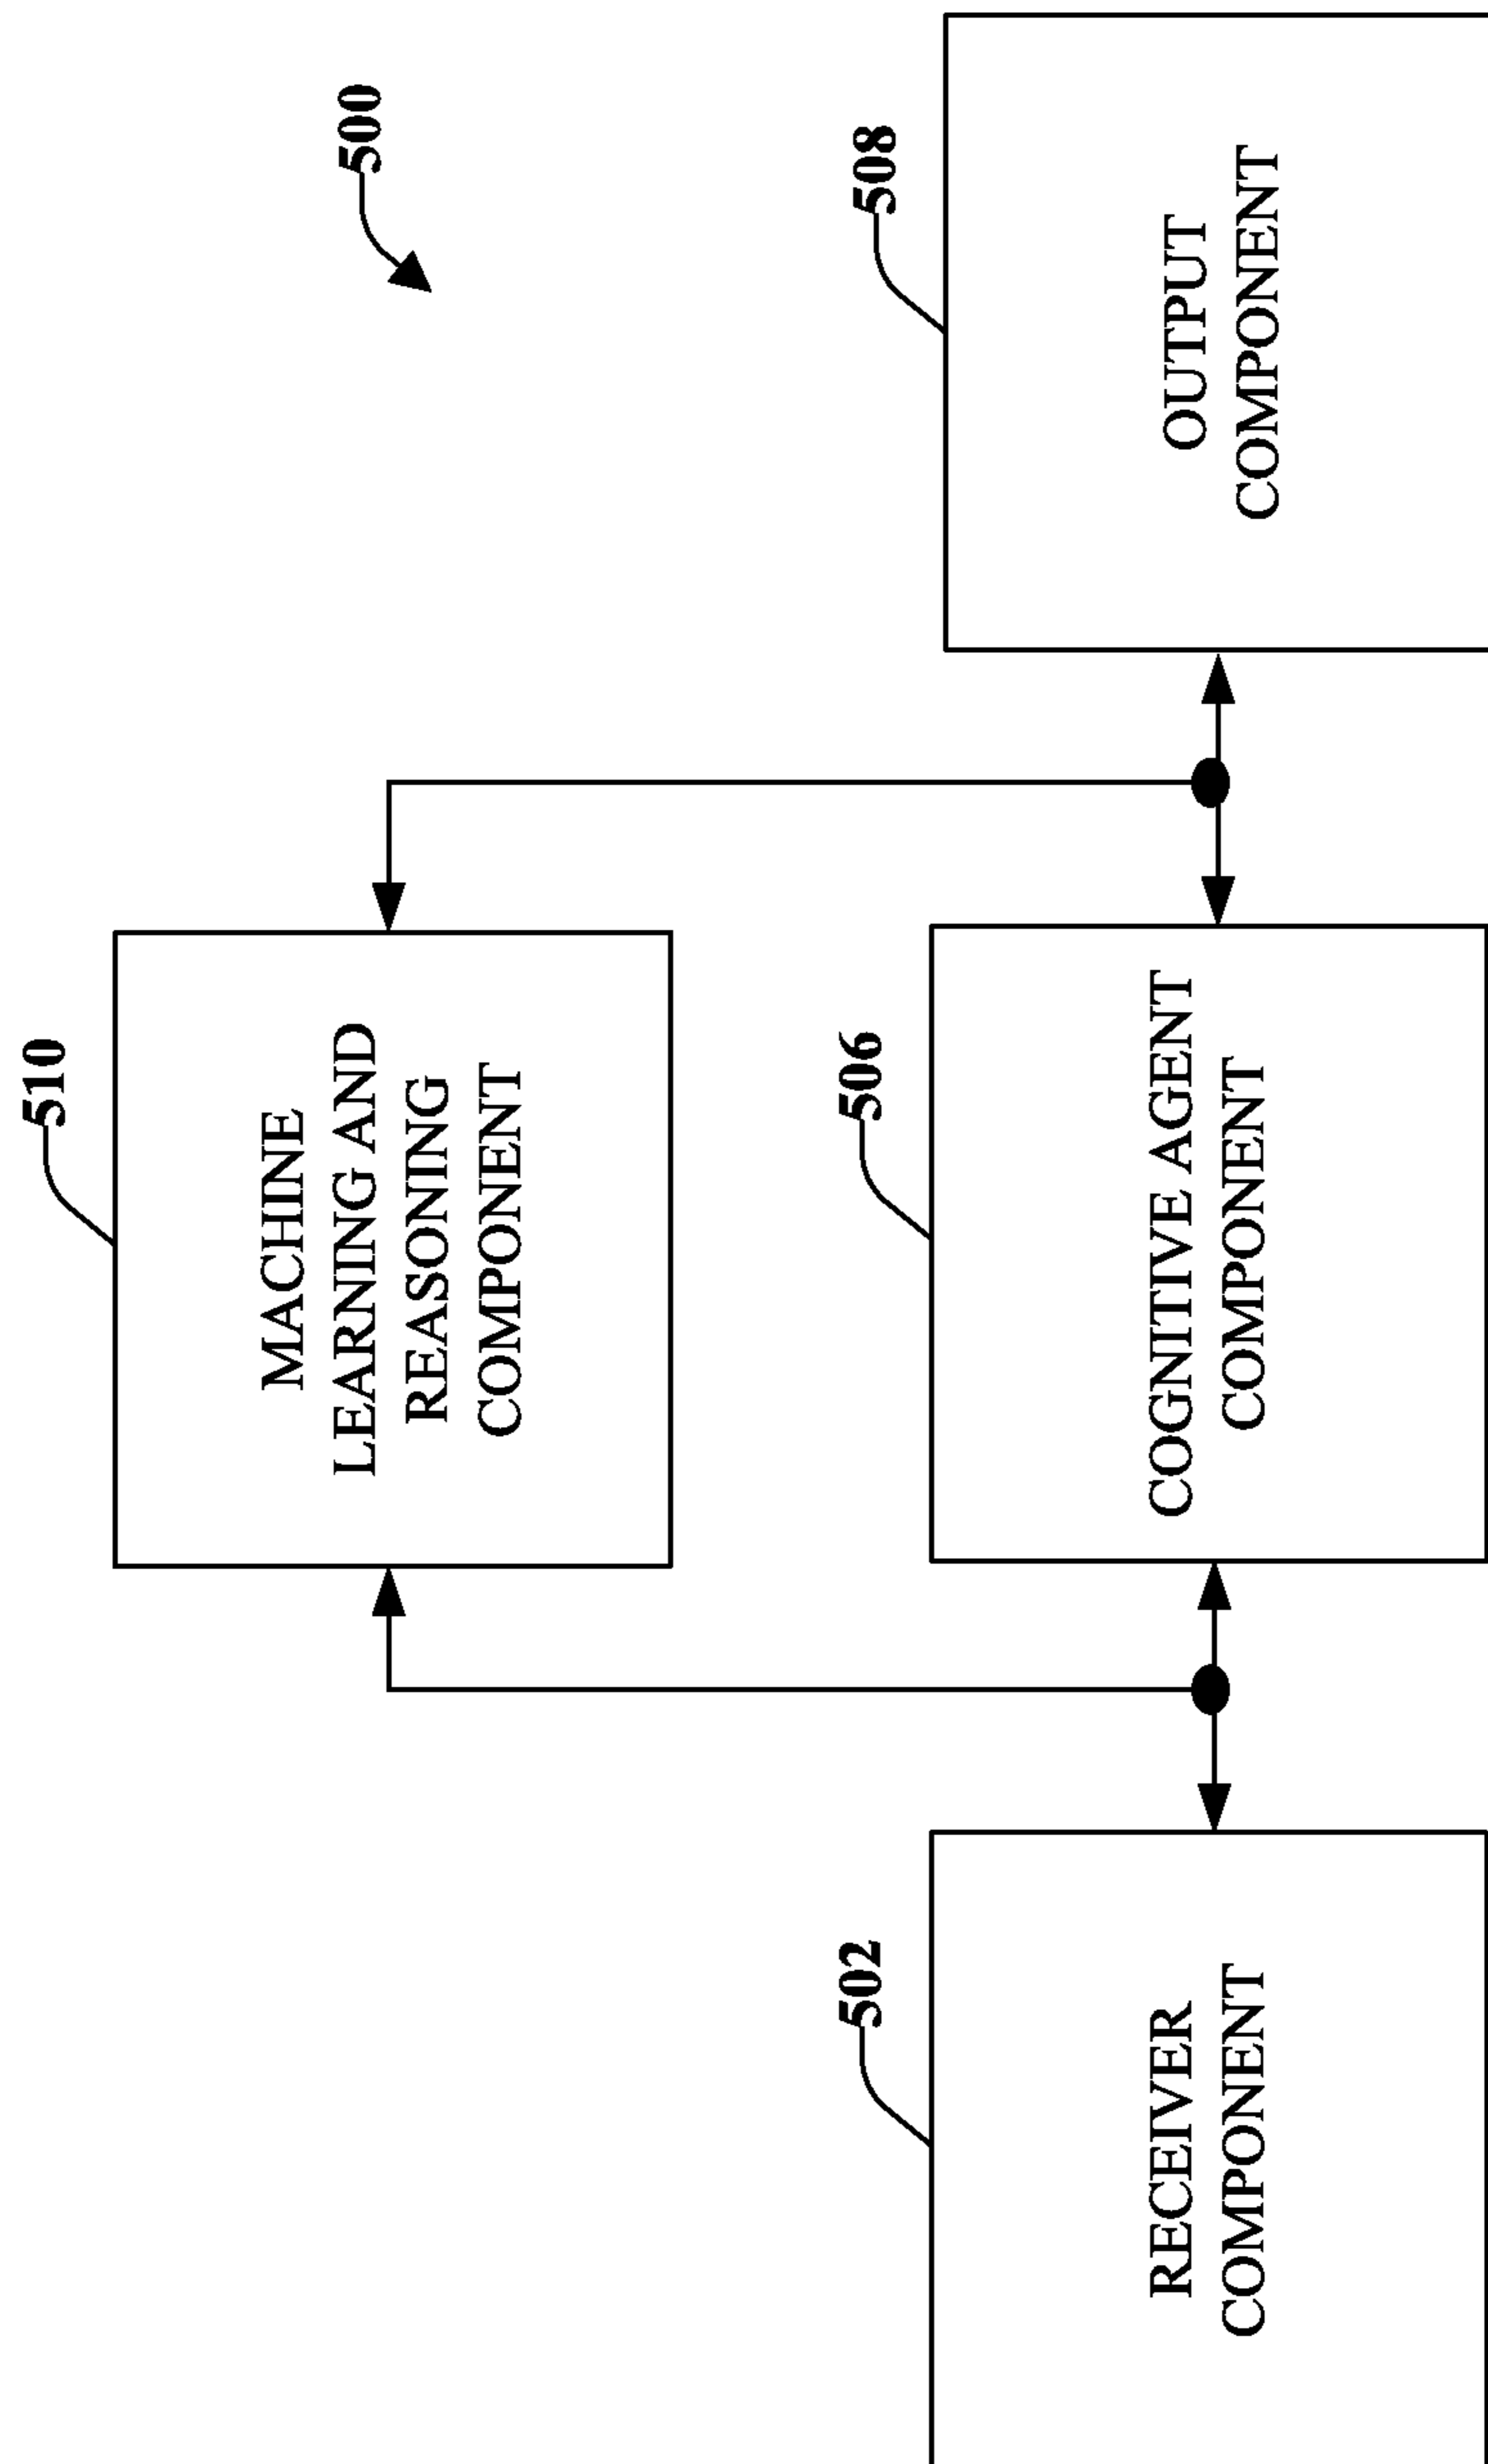 500
510
MACHINE
LEARNING AND
REASONING
COMPONENT
502
RECEIVER
COMPONENT
506
COGNITIVE AGENT
COMPONENT
508
OUTPUT
COMPONENT